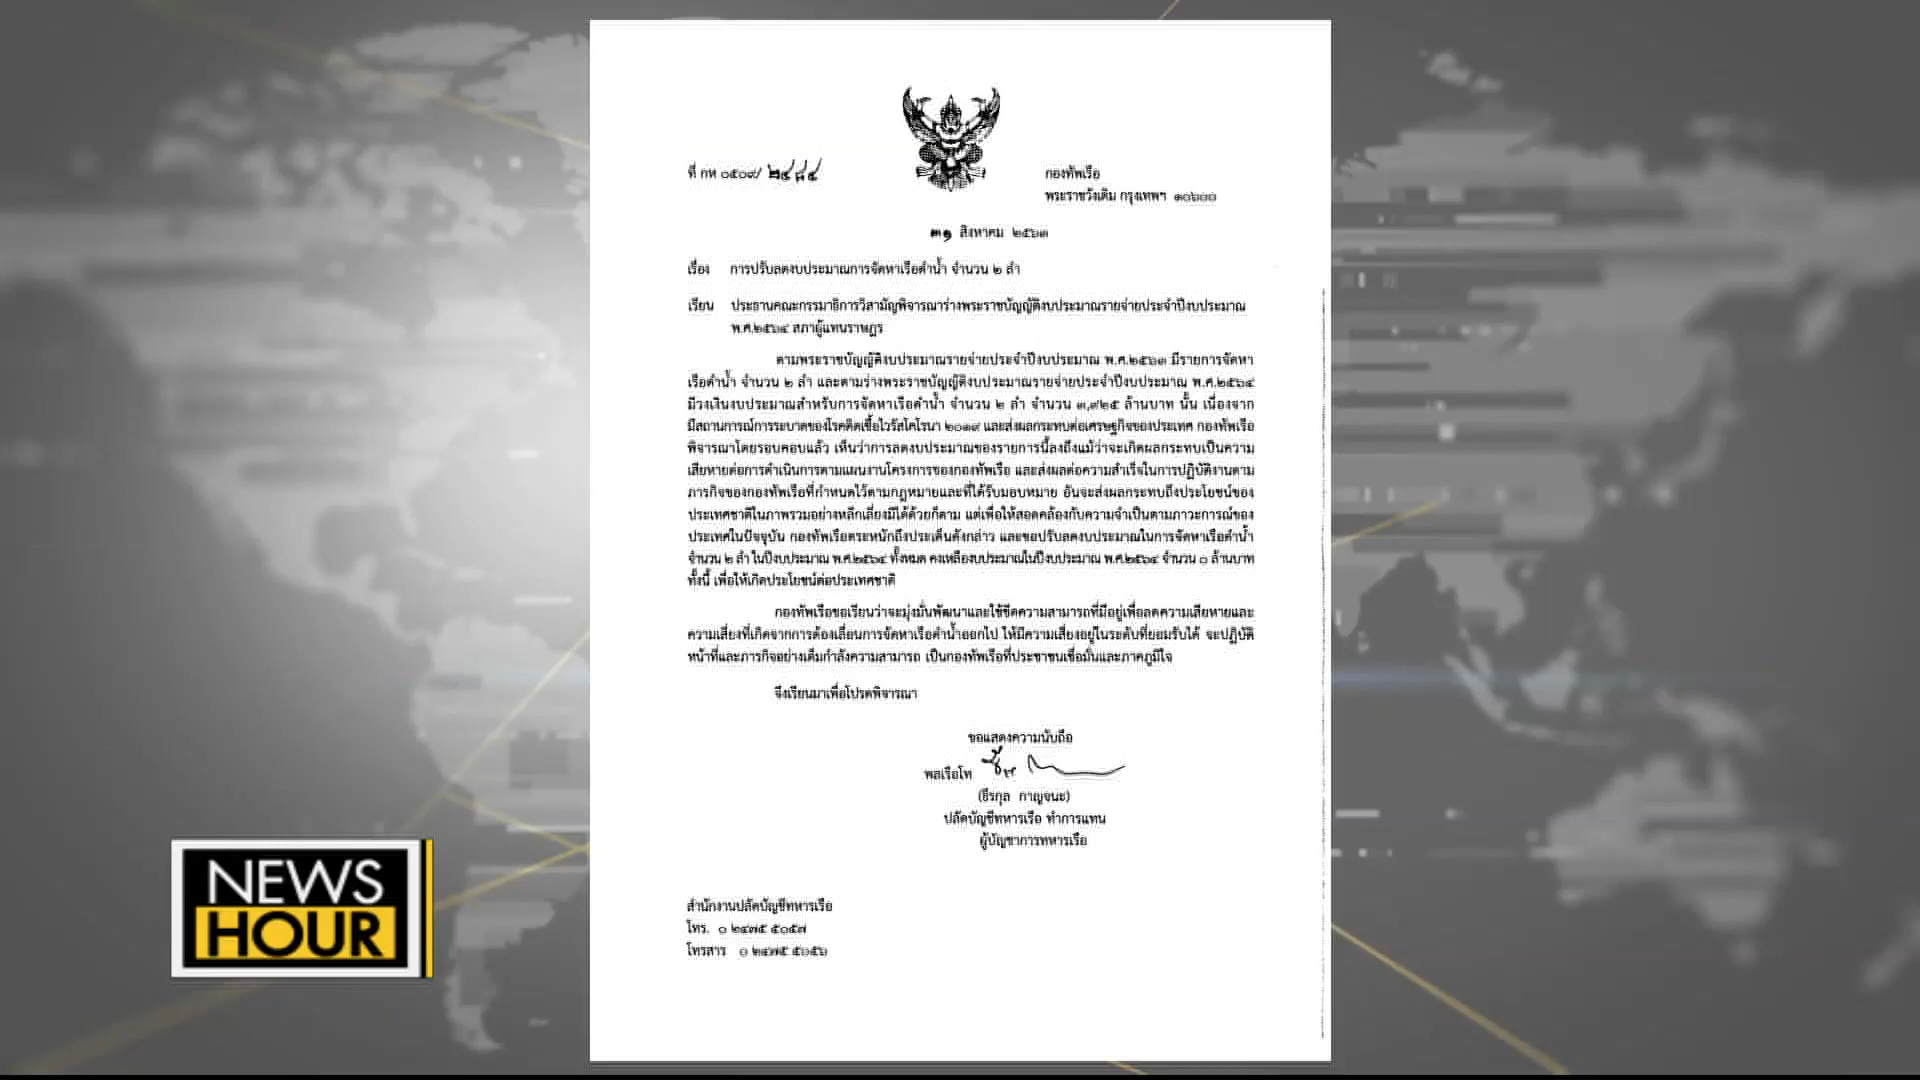 ที่ กห ๐๕๐๙/ ๒๔๘๕
กองทัพเรือ
พระราชวังเดิม กรุงเทพฯ ๑๐๖๐๐
๓๑ สิงหาคม ๒๕๖๓
เรื่อง การปรับลดงบประมาณการจัดหาเรือดำน้ำ จำนวน ๒ ลำ
เรียน ประธานคณะกรรมาธิการวิสามัญพิจารณาร่างพระราชบัญญัติงบประมาณรายจ่ายประจำปีงบประมาณ
พ.ศ.๒๕๖๔ สภาผู้แทนราษฎร
ตามพระราชบัญญัติงบประมาณรายจ่ายประจำปีงบประมาณ พ.ศ.๒๕๖๓ มีรายการจัดหา
เรือดำน้ำ จำนวน ๒ ลำ และตามร่างพระราชบัญญัติงบประมาณรายจ่ายประจำปีงบประมาณ พ.ศ.๒๕๖๔
มีวงเงินงบประมาณสำหรับการจัดหาเรือดำน้ำ จำนวน ๒ ลำ จำนวน ๓,๙๒๕ ล้านบาท นั้น เนื่องจาก
มีสถานการณ์การระบาดของโรคติดเชื้อไวรัสโคโรนา ๒๐๑๙ และส่งผลกระทบต่อเศรษฐกิจของประเทศ กองทัพเรือ
พิจารณาโดยรอบคอบแล้ว เห็นว่าการลดงบประมาณของรายการนี้ลงถึงแม้ว่าจะเกิดผลกระทบเป็นความ
เสียหายต่อการดำเนินการตามแผนงานโครงการของกองทัพเรือ และส่งผลต่อความสำเร็จในการปฏิบัติงานตาม
ภารกิจของกองทัพเรือที่กำหนดไว้ตามกฎหมายและที่ได้รับมอบหมาย อันจะส่งผลกระทบถึงประโยชน์ของ
ประเทศชาติในภาพรวมอย่างหลีกเลี่ยงมิได้ด้วยก็ตาม แต่เพื่อให้สอดคล้องกับความจำเป็นตามภาวะการณ์ของ
ประเทศในปัจจุบัน กองทัพเรือตระหนักถึงประเด็นดังกล่าว และขอปรับลดงบประมาณในการจัดหาเรือดำน้ำ
จำนวน ๒ ลำ ในปีงบประมาณ พ.ศ.๒๕๖๔ ทั้งหมด คงเหลืองบประมาณในปีงบประมาณ พ.ศ.๒๕๖๔ จำนวน ๐ ล้านบาท
ทั้งนี้ เพื่อให้เกิดประโยชน์ต่อประเทศชาติ
กองทัพเรือขอเรียนว่าจะมุ่งมั่นพัฒนาและใช้ขีดความสามารถที่มีอยู่เพื่อลดความเสียหายและ
ความเสี่ยงที่เกิดจากการต้องเลื่อนการจัดหาเรือดำน้ำออกไป ให้มีความเสี่ยงอยู่ในระดับที่ยอมรับได้ จะปฏิบัติ
หน้าที่และภารกิจอย่างเต็มกำลังความสามารถ เป็นกองทัพเรือที่ประชาชนเชื่อมั่นและภาคภูมิใจ
จึงเรียนมาเพื่อโปรดพิจารณา
ขอแสดงความนับถือ
พลเรือโท
(ธีรกุล กาญจนะ)
ปลัดบัญชีทหารเรือ ทำการแทน
ผู้บัญชาการทหารเรือ
สำนักงานปลัดบัญชีทหารเรือ
โทร. ๐ ๒๔๗๕ ๕๐๕๗
โทรสาร ๐ ๒๔๗๕ ๕๖๕๖
NEWS
HOUR